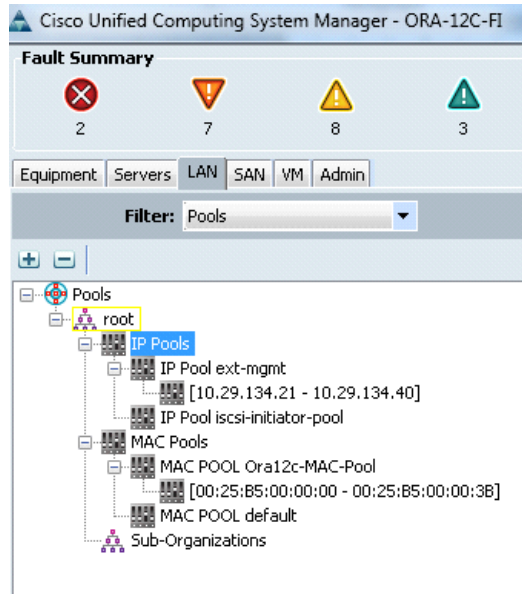 Cisco Unified Computing System Manager - ORA-12C-FI
Fault Summary
2 7 8 3
Equipment Servers LAN SAN VM Admin
Filter: Pools
Pools
root
IP Pools
IP Pool ext-mgmt
[10.29.134.21 - 10.29.134.40]
IP Pool iscsi-initiator-pool
MAC Pools
MAC POOL Ora12c-MAC-Pool
[00:25:B5:00:00:00 - 00:25:B5:00:00:3B]
MAC POOL default
Sub-Organizations